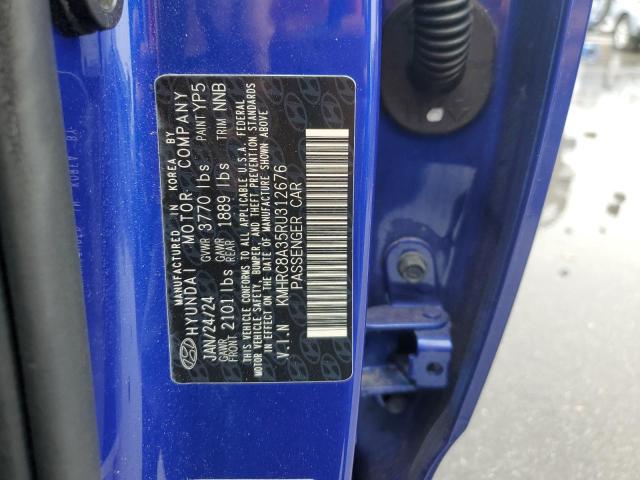 MANUFACTURED IN KOREA BY
HYUNDAI MOTOR COMPANY
JAN/24/24 GVWR 3770 lbs PAINT YP5
GAWR FRONT 2101 lbs GAWR REAR 1889 lbs TRIM NNB
THIS VEHICLE CONFORMS TO ALL APPLICABLE U.S.A. FEDERAL
MOTOR VEHICLE SAFETY, BUMPER, AND THEFT PREVENTION STANDARDS
IN EFFECT ON THE DATE OF MANUFACTURE SHOWN ABOVE
V.I.N KMHRC8A35RU312676
PASSENGER CAR